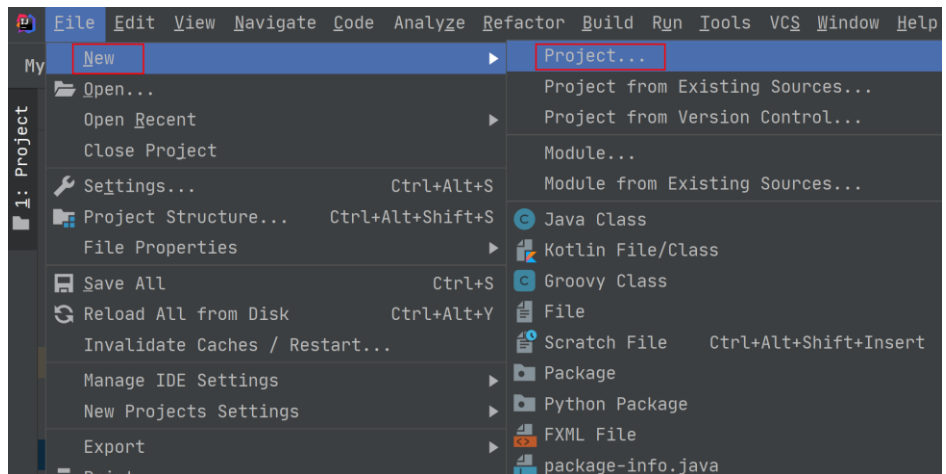 File Edit View Navigate Code Analyze Refactor Build Run Tools VCS Window Help
My
1: Project
New
Open...
Open Recent
Close Project
Settings... Ctrl+Alt+S
Project Structure... Ctrl+Alt+Shift+S
File Properties
Save All Ctrl+S
Reload All from Disk Ctrl+Alt+Y
Invalidate Caches / Restart...
Manage IDE Settings
New Projects Settings
Export
Project...
Project from Existing Sources...
Project from Version Control...
Module...
Module from Existing Sources...
Java Class
Kotlin File/Class
Groovy Class
File
Scratch File Ctrl+Alt+Shift+Insert
Package
Python Package
FXML File
package-info.java